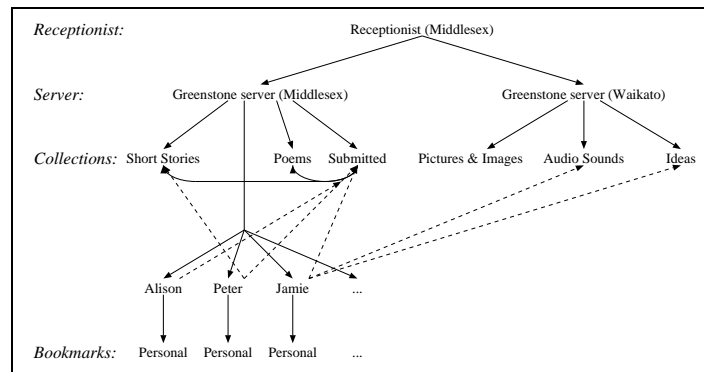 Receptionist: Receptionist (Middlesex)
Server: Greenstone server (Middlesex) Greenstone server (Waikato)
Collections: Short Stories Poems Submitted Pictures & Images Audio Sounds Ideas
Alison Peter Jamie ...
Bookmarks: Personal Personal Personal ...